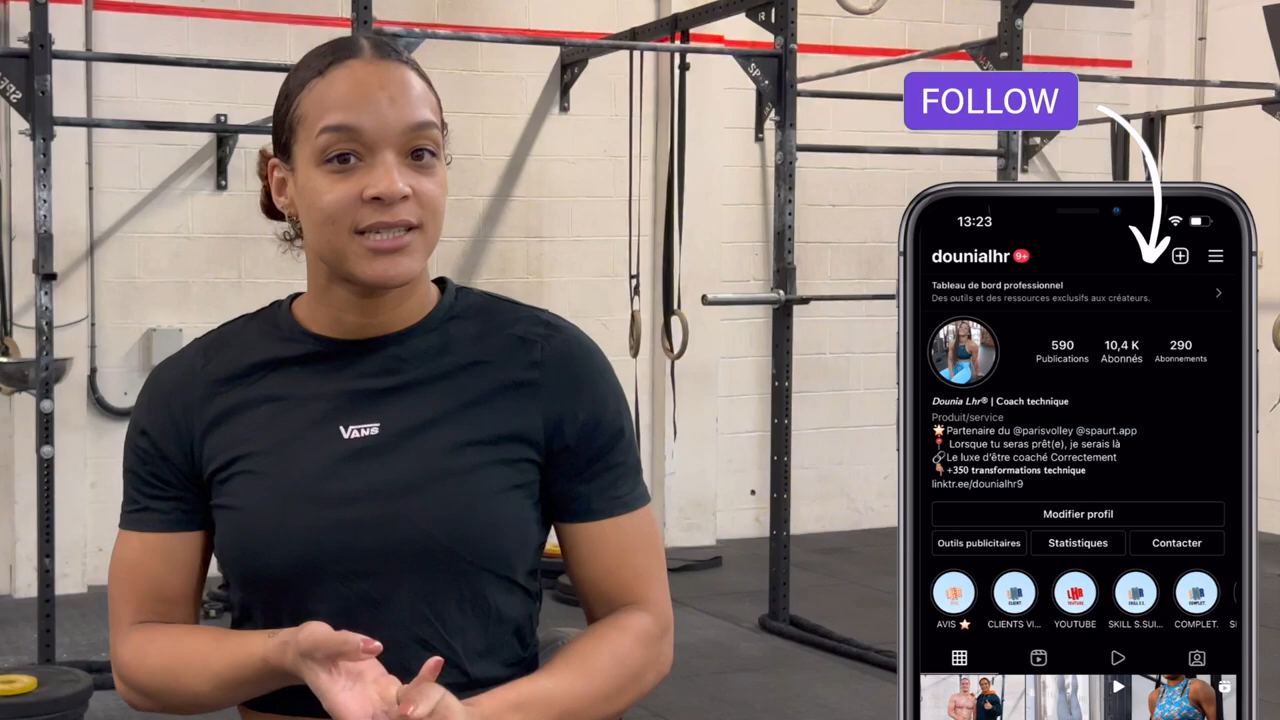 FOLLOW
VANS
13:23
dounialhr 9+
Tableau de bord professionnel
Des outils et des ressources exclusifs aux créateurs.
590 10,4 K 290
Publications Abonnés Abonnements
Dounia Lhr® | Coach technique
Produit/service
Partenaire du @parisvolley @spaurt.app
Lorsque tu seras prêt(e), je serais là
Le luxe d'être coaché Correctement
+350 transformations technique
linktr.ee/dounialhr9
Modifier profil
Outils publicitaires Statistiques Contacter
AVIS CLIENTS VI... YOUTUBE SKILL S.SUI... COMPLET.